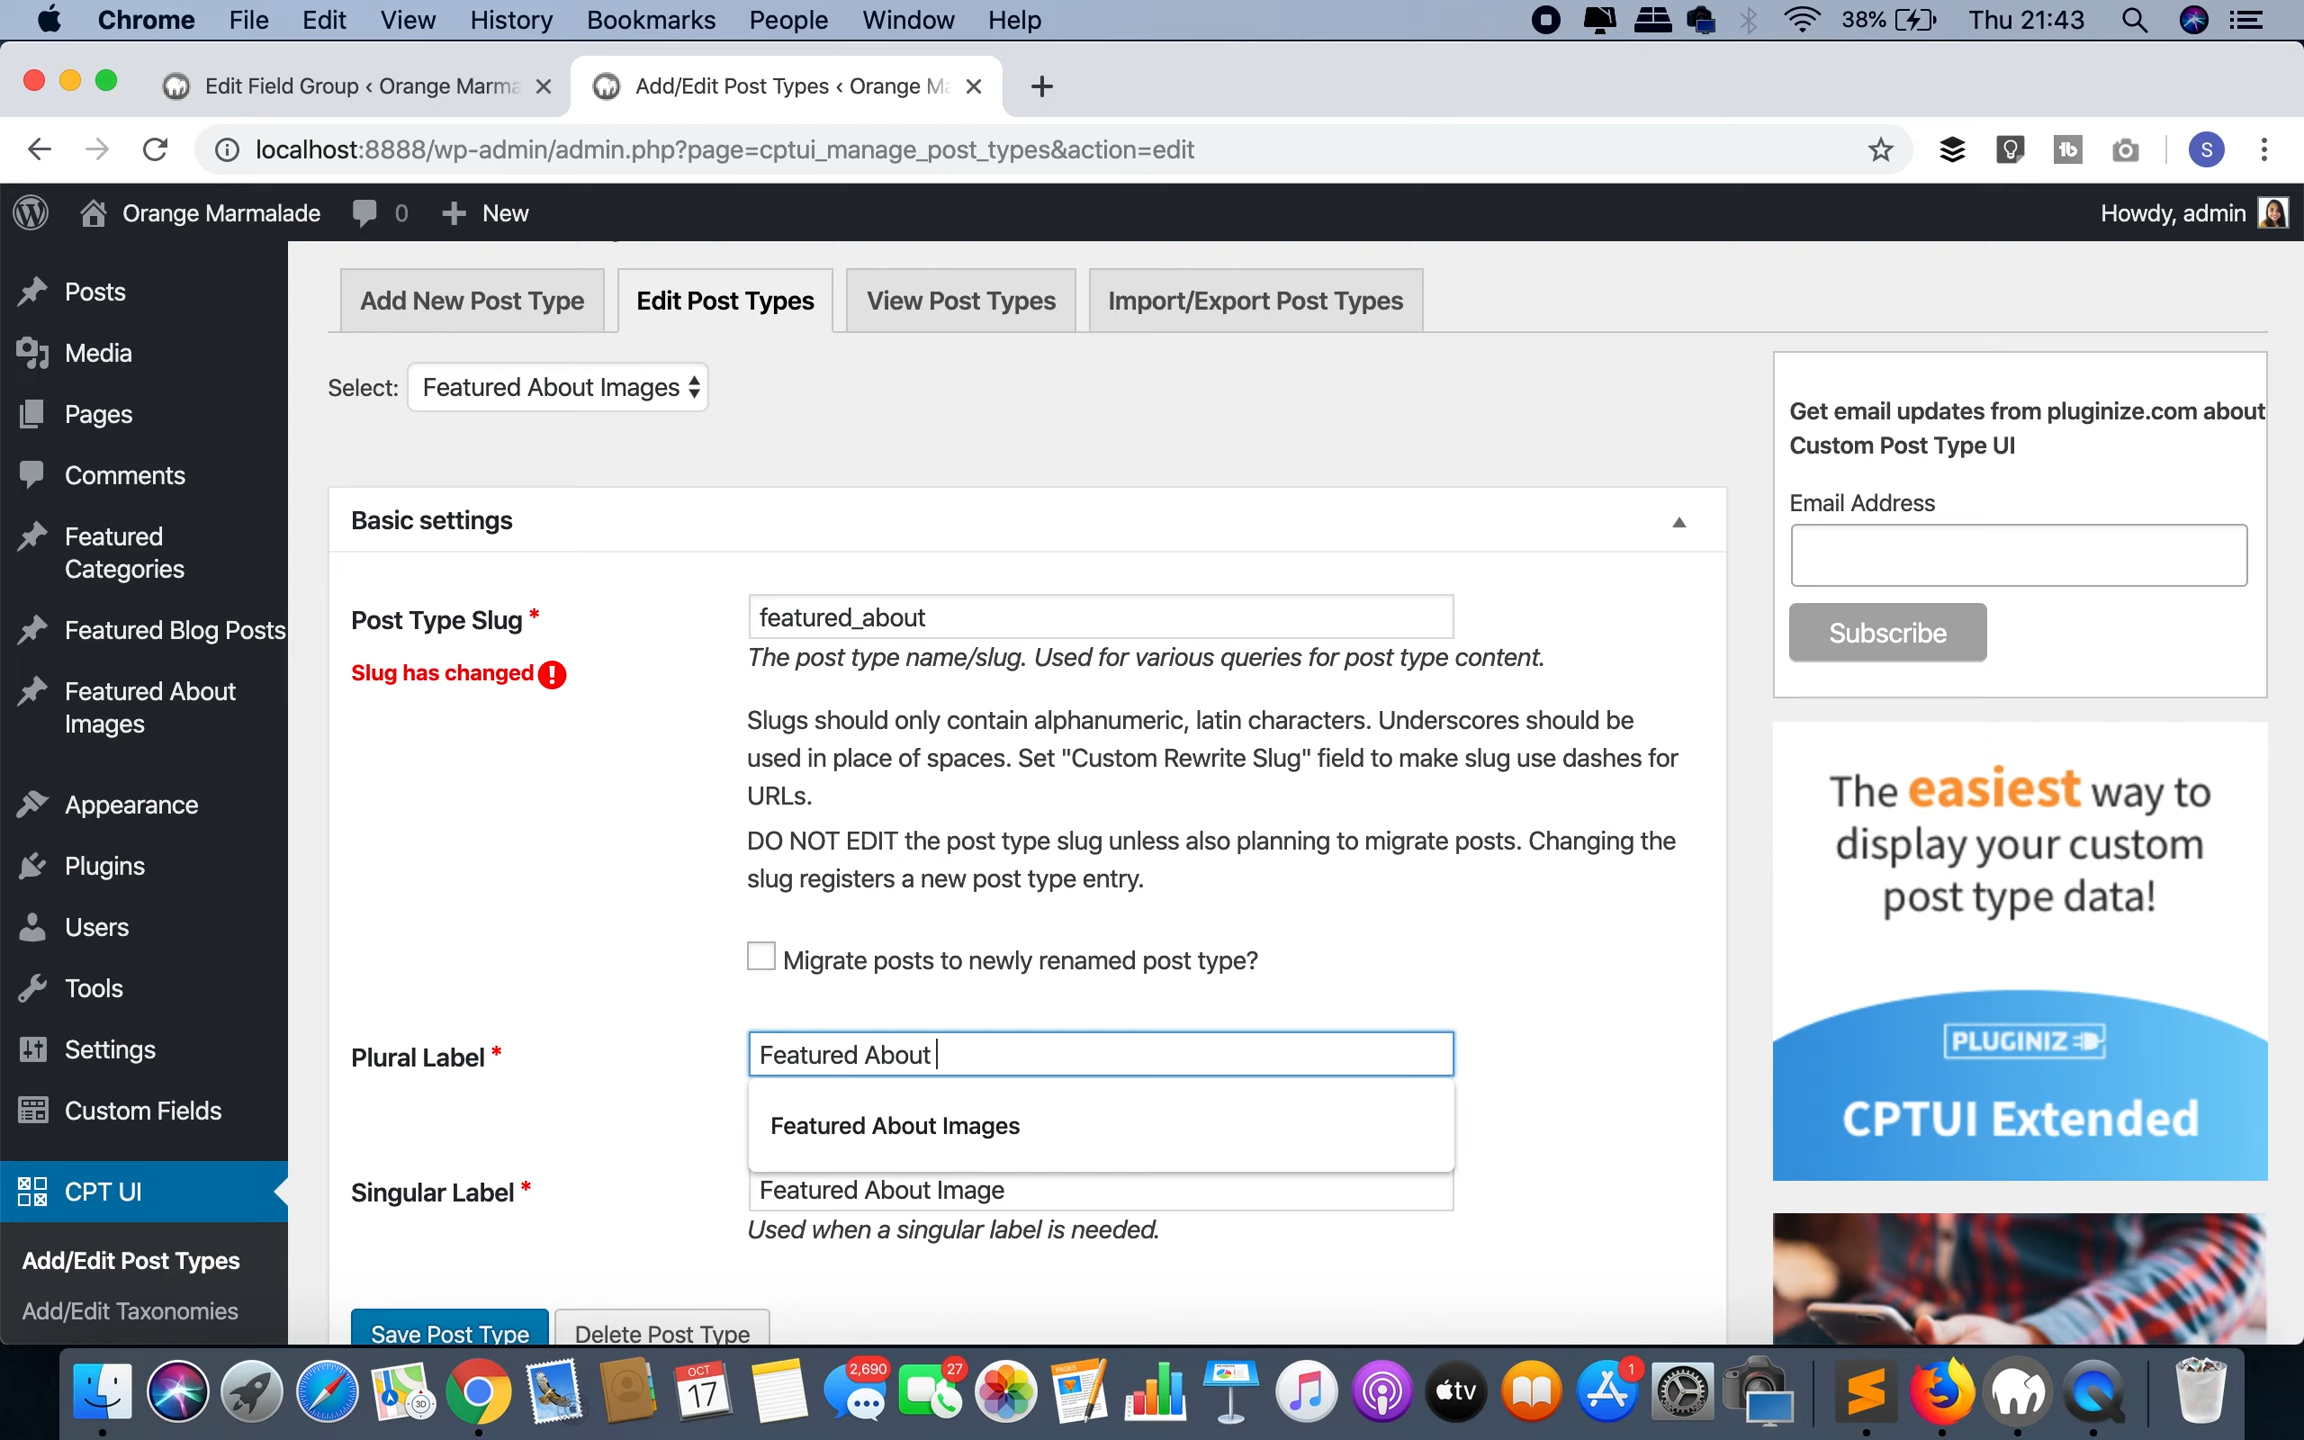 Chrome File Edit View History Bookmarks People Window Help
38% Thu 21:43
Edit Field Group ‹ Orange Marma
Add/Edit Post Types ‹ Orange Ma
localhost:8888/wp-admin/admin.php?page=cptui_manage_post_types&action=edit
S
Orange Marmalade 0 New
Howdy, admin
Posts
Media
Pages
Comments
Featured
Categories
Featured Blog Posts
Featured About
Images
Appearance
Plugins
Users
Tools
Settings
Custom Fields
CPT UI
Add/Edit Post Types
Add/Edit Taxonomies
Add New Post Type
Edit Post Types
View Post Types
Import/Export Post Types
Select: Featured About Images
Basic settings
Post Type Slug * featured_about
The post type name/slug. Used for various queries for post type content.
Slug has changed !
Slugs should only contain alphanumeric, latin characters. Underscores should be
used in place of spaces. Set "Custom Rewrite Slug" field to make slug use dashes for
URLs.
DO NOT EDIT the post type slug unless also planning to migrate posts. Changing the
slug registers a new post type entry.
Migrate posts to newly renamed post type?
Plural Label * Featured About
Featured About Images
Singular Label * Featured About Image
Used when a singular label is needed.
Save Post Type
Delete Post Type
Get email updates from pluginize.com about
Custom Post Type UI
Email Address
Subscribe
The easiest way to
display your custom
post type data!
PLUGINIZ
CPTUI Extended
3D
OCT
17
2,690
27
PAGES
tv
1